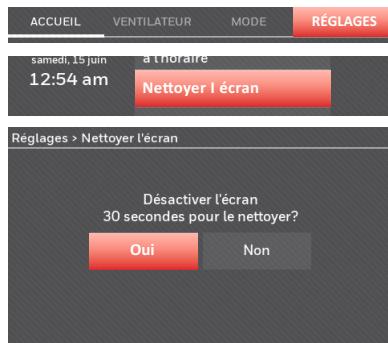 ACCUEIL VENTILATEUR MODE RÉGLAGES
samedi, 15 juin à l'horaire
12:54 am Nettoyer l écran
Réglages > Nettoyer l'écran
Désactiver l'écran
30 secondes pour le nettoyer?
Oui Non